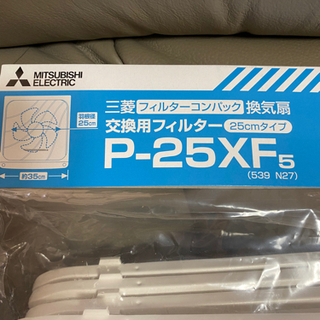 MITSUBISHI
ELECTRIC
三菱フィルターコンパック換気扇
羽根径
25cm
交換用フィルター 25cmタイプ
P-25XF5
約35cm
(539 N27)